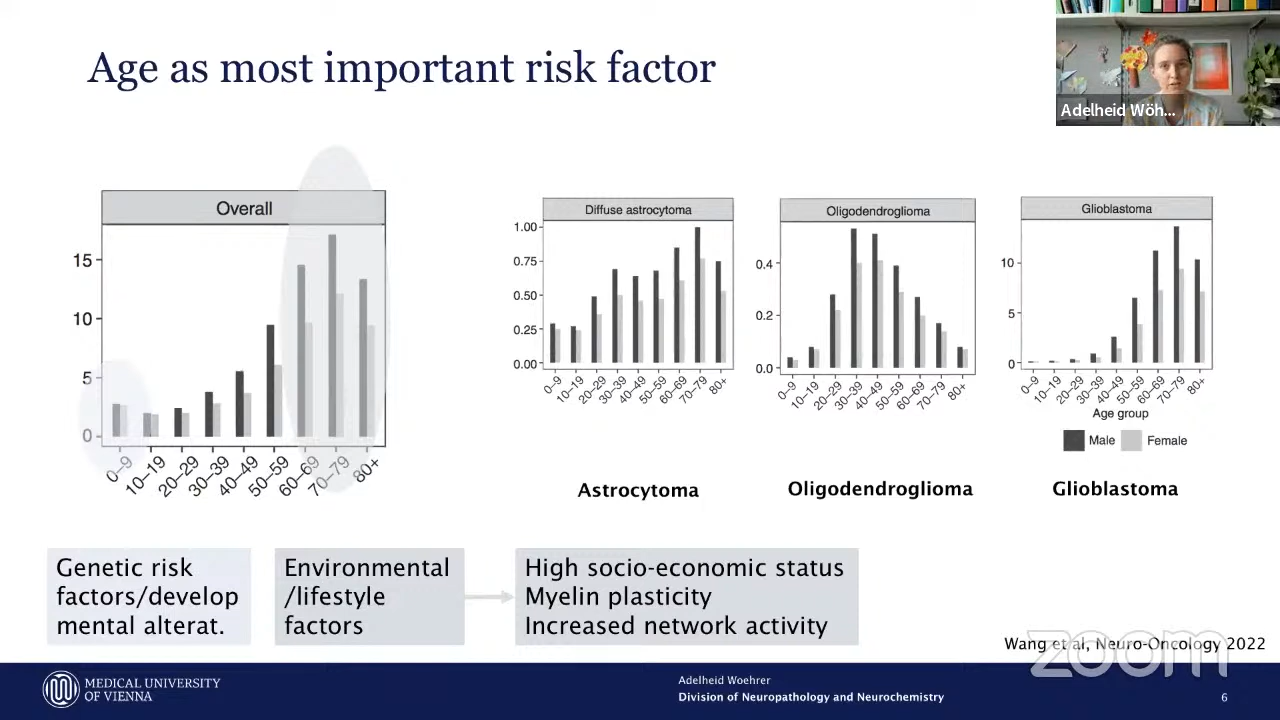 Age as most important risk factor
Adelheid Wöh...
Overall
15
10
5
0
0–9
10–19
20–29
30–39
40–49
50–59
60–69
70–79
80+
Diffuse astrocytoma
1.00
0.75
0.50
0.25
0.00
0–9
10–19
20–29
30–39
40–49
50–59
60–69
70–79
80+
Astrocytoma
Oligodendroglioma
0.4
0.2
0.0
0–9
10–19
20–29
30–39
40–49
50–59
60–69
70–79
80+
Oligodendroglioma
Glioblastoma
10
5
0
0–9
10–19
20–29
30–39
40–49
50–59
60–69
70–79
80+
Age group
Male Female
Glioblastoma
Genetic risk
factors/develop
mental alterat.
Environmental
/lifestyle
factors
High socio-economic status
Myelin plasticity
Increased network activity
Wang et al, Neuro-Oncology 2022
zoom
MEDICAL UNIVERSITY
OF VIENNA
Adelheid Woehrer
Division of Neuropathology and Neurochemistry
6